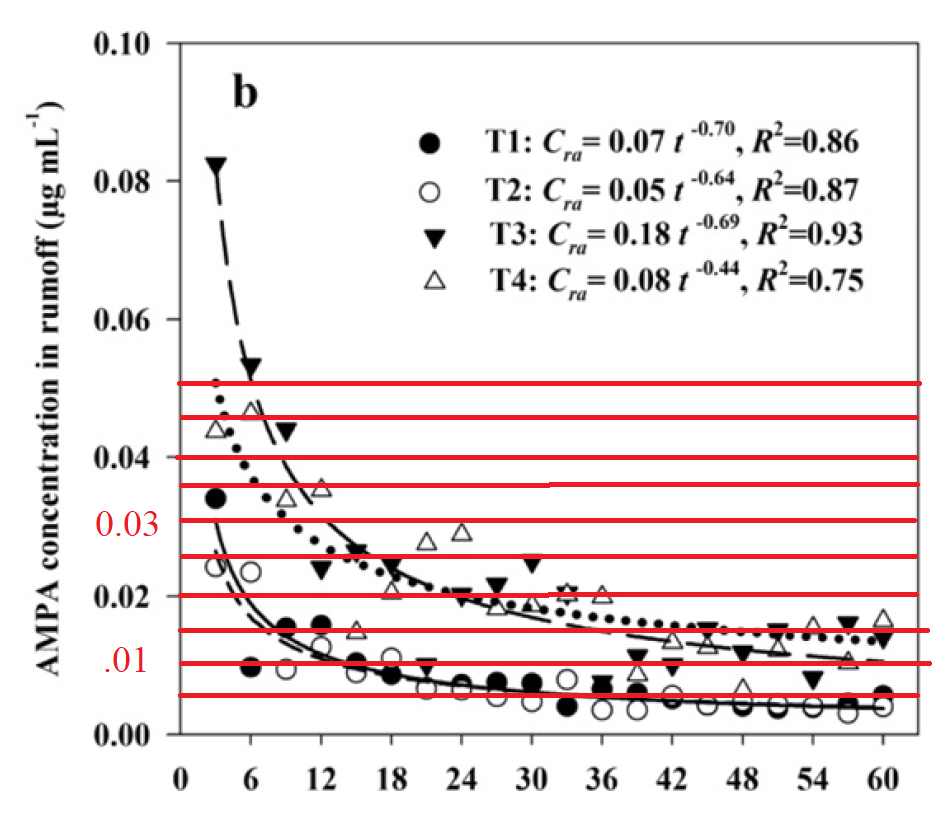 0.10
b
T1: Cra= 0.07 t -0.70, R2=0.86
0.08
T2: Cra= 0.05 t -0.64, R2=0.87
T3: Cra= 0.18 t -0.69, R2=0.93
T4: Cra= 0.08 t -0.44, R2=0.75
0.06
AMPA concentration in rumoff (µg mL-1)
0.04
0.03
0.02
.01
0.00
0 6 12 18 24 30 36 42 48 54 60